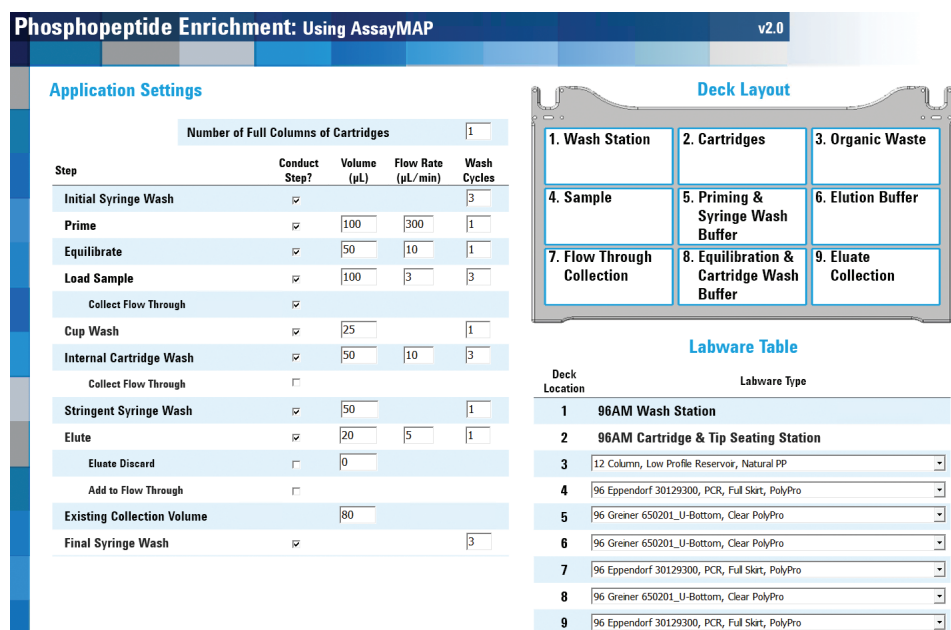 Phosphopeptide Enrichment: Using AssayMAP v2.0
Application Settings
Number of Full Columns of Cartridges 1
Step Conduct Step? Volume (µL) Flow Rate (µL/min) Wash Cycles
Initial Syringe Wash 3
Prime 100 300 1
Equilibrate 50 10 1
Load Sample 100 3 3
Collect Flow Through
Cup Wash 25 1
Internal Cartridge Wash 50 10 3
Collect Flow Through
Stringent Syringe Wash 50 1
Elute 20 5 1
Eluate Discard 0
Add to Flow Through
Existing Collection Volume 80
Final Syringe Wash 3
Deck Layout
1. Wash Station
2. Cartridges
3. Organic Waste
4. Sample
5. Priming &
Syringe Wash
Buffer
6. Elution Buffer
7. Flow Through
Collection
8. Equilibration &
Cartridge Wash
Buffer
9. Eluate
Collection
Labware Table
Deck Location Labware Type
1 96AM Wash Station
2 96AM Cartridge & Tip Seating Station
3 12 Column, Low Profile Reservoir, Natural PP
4 96 Eppendorf 30129300, PCR, Full Skirt, PolyPro
5 96 Greiner 650201_U-Bottom, Clear PolyPro
6 96 Greiner 650201_U-Bottom, Clear PolyPro
7 96 Eppendorf 30129300, PCR, Full Skirt, PolyPro
8 96 Greiner 650201_U-Bottom, Clear PolyPro
9 96 Eppendorf 30129300, PCR, Full Skirt, PolyPro